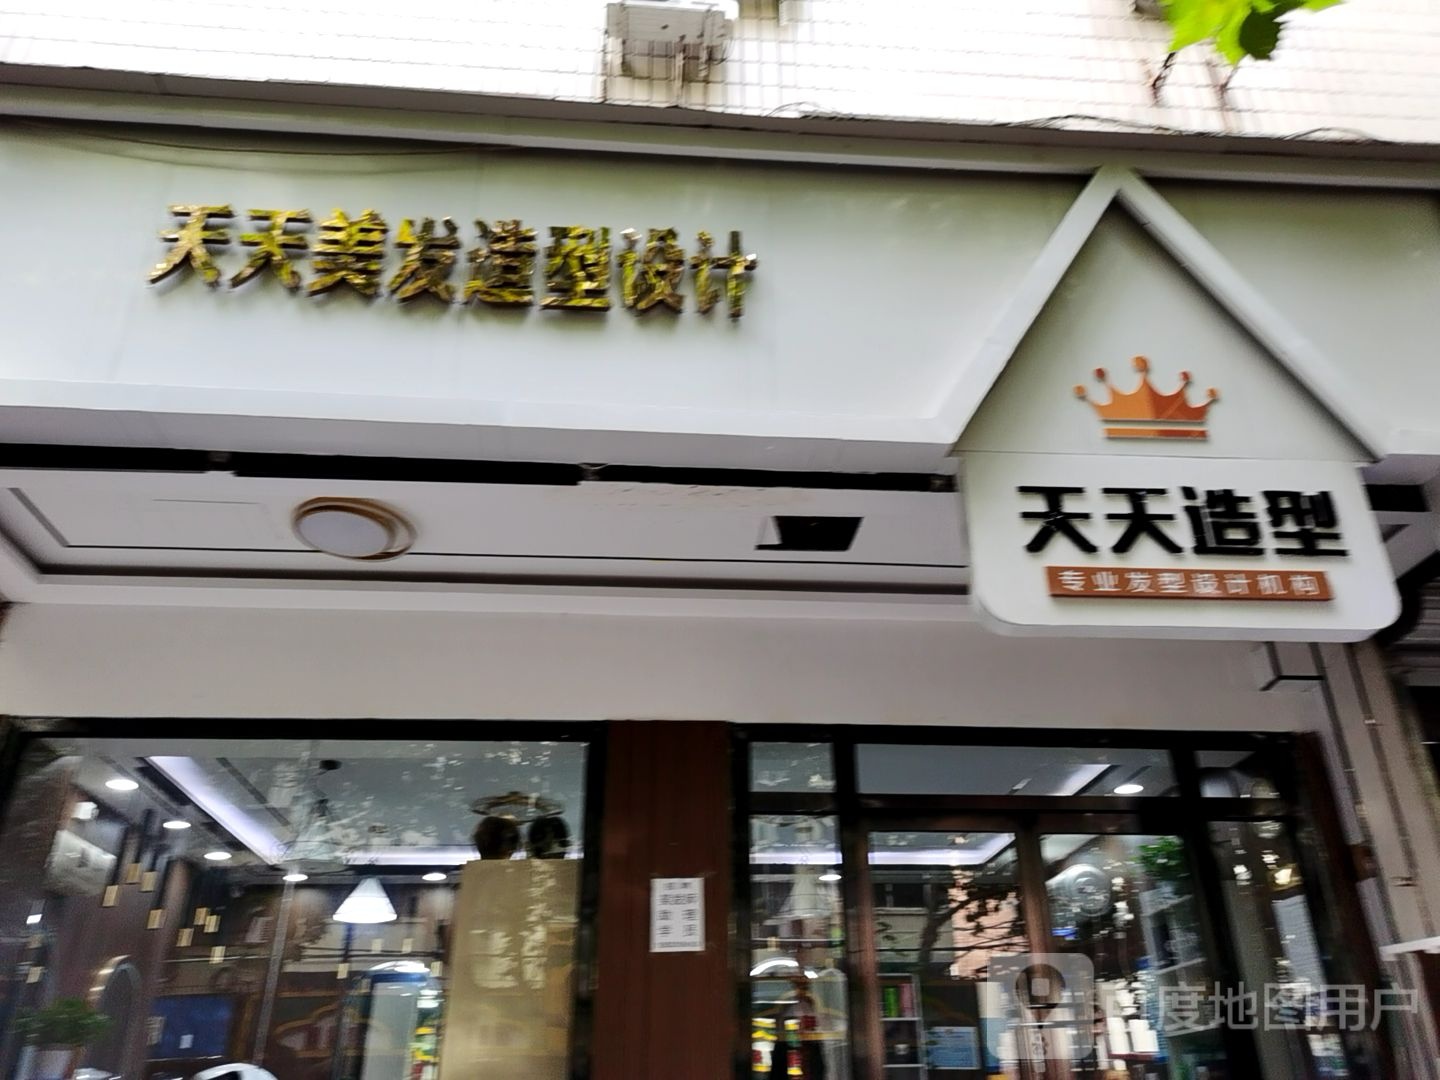 天天美发造型设计
天天造型
专业发型设计机构
百度地图用户